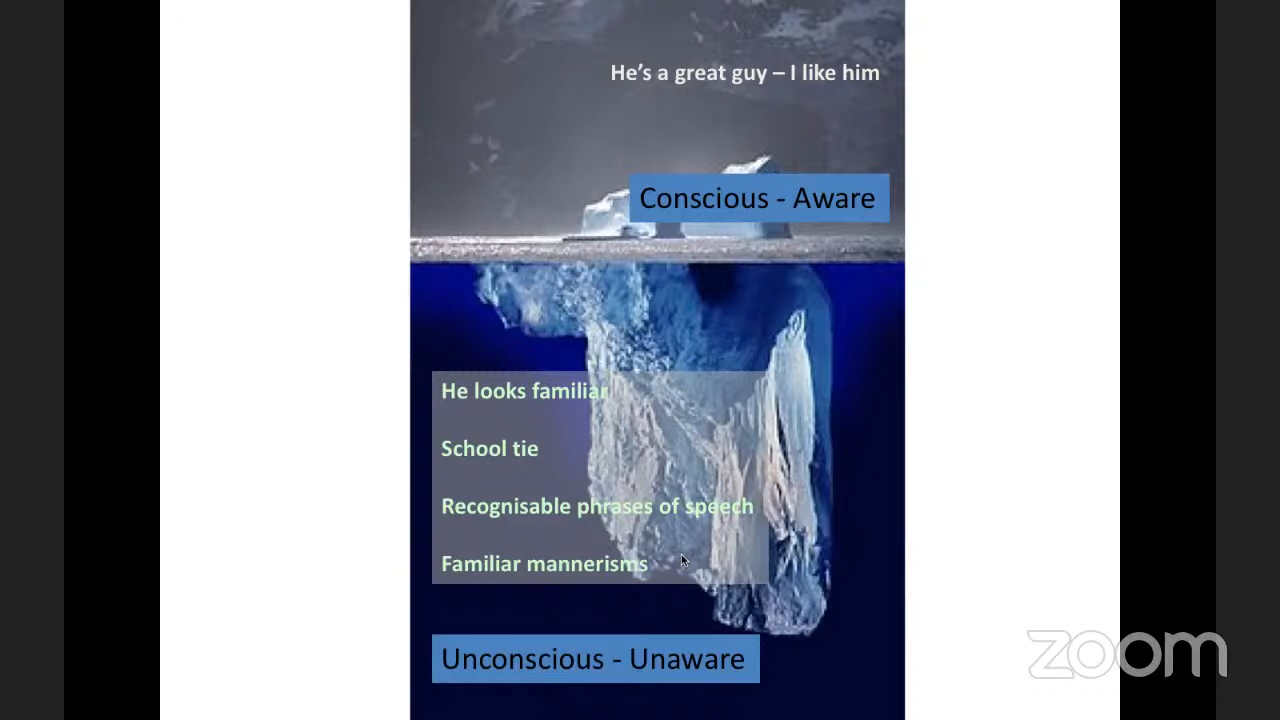 He's a great guy – I like him
Conscious - Aware
He looks familiar
School tie
Recognisable phrases of speech
Familiar mannerisms
Unconscious - Unaware
zoom